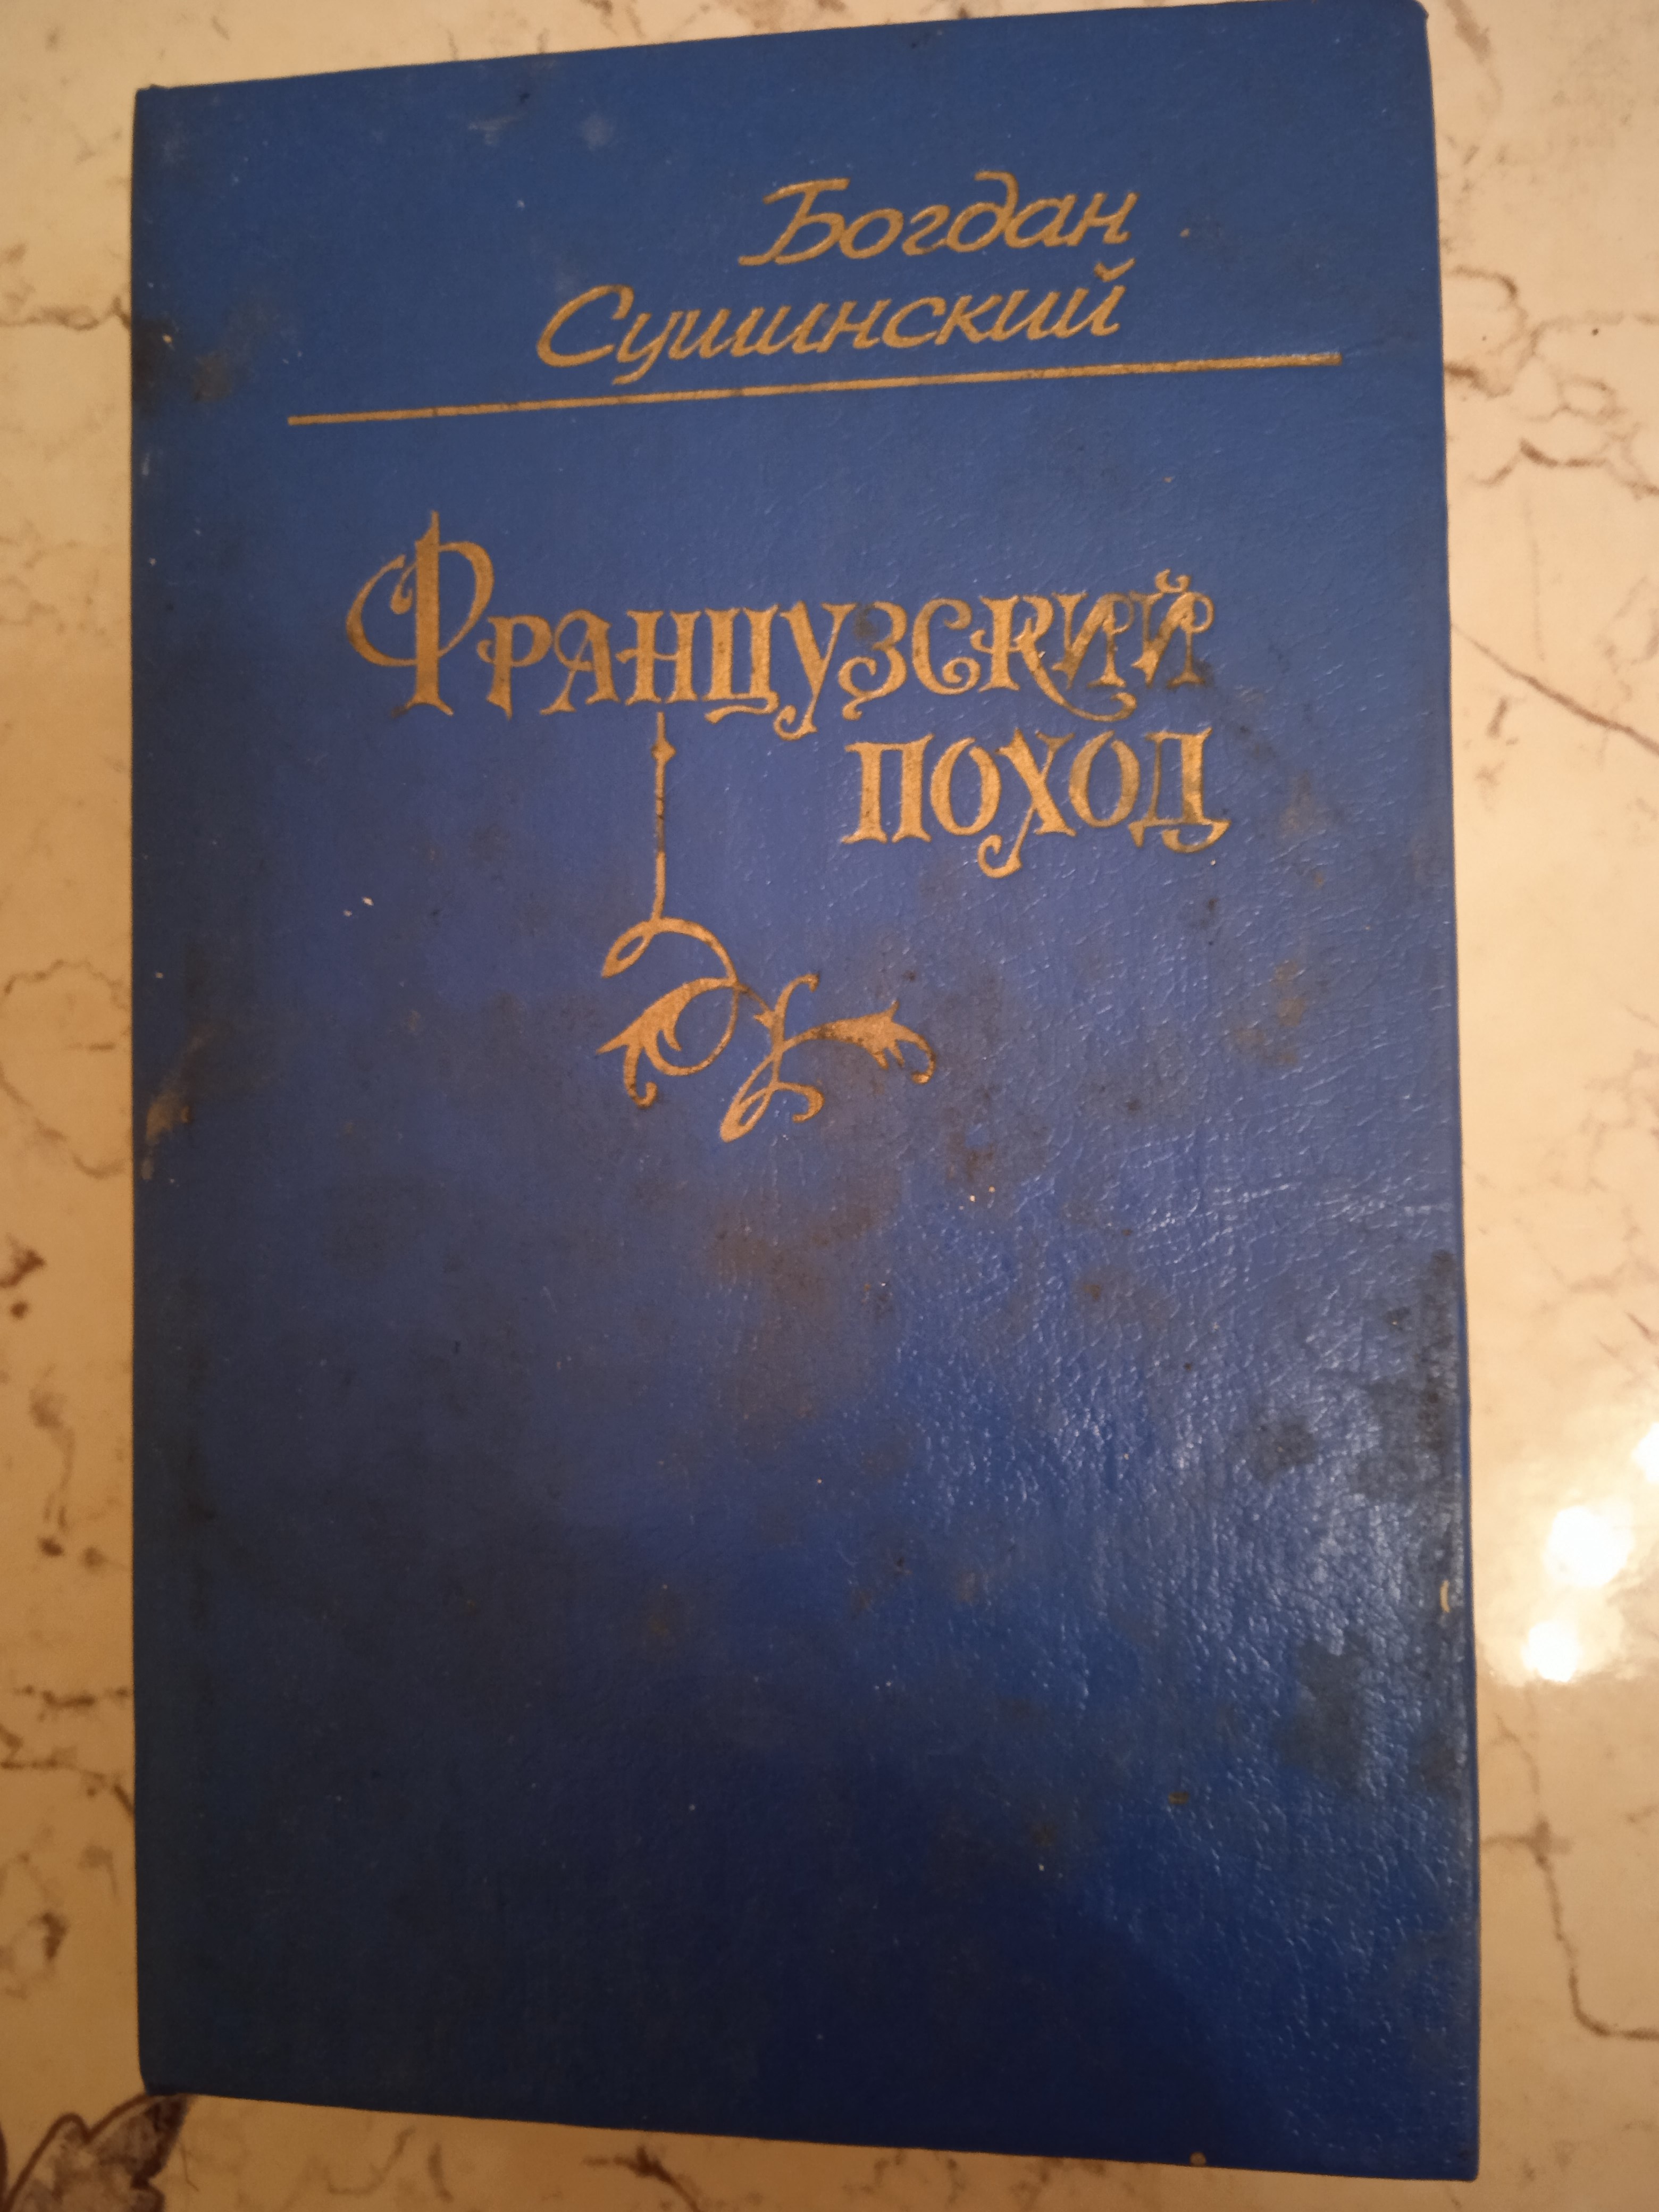 Богдан
Сушинский
Французский
поход